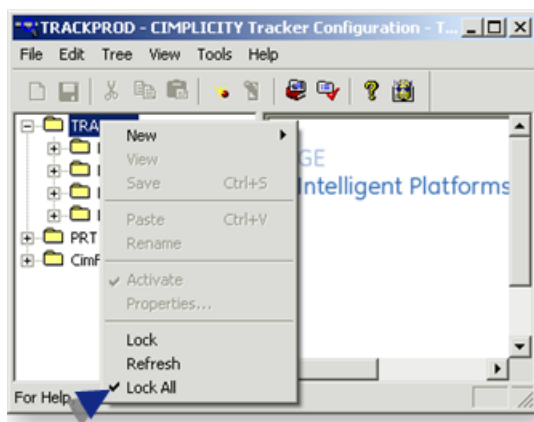 TRACKPROD - CIMPLICITY Tracker Configuration - T...
File Edit Tree View Tools Help
TRA
New
View
Save Ctrl+S
Paste Ctrl+V
Rename
Activate
Properties...
Lock
Refresh
Lock All
PRT
CimF
GE
Intelligent Platforms
For Help